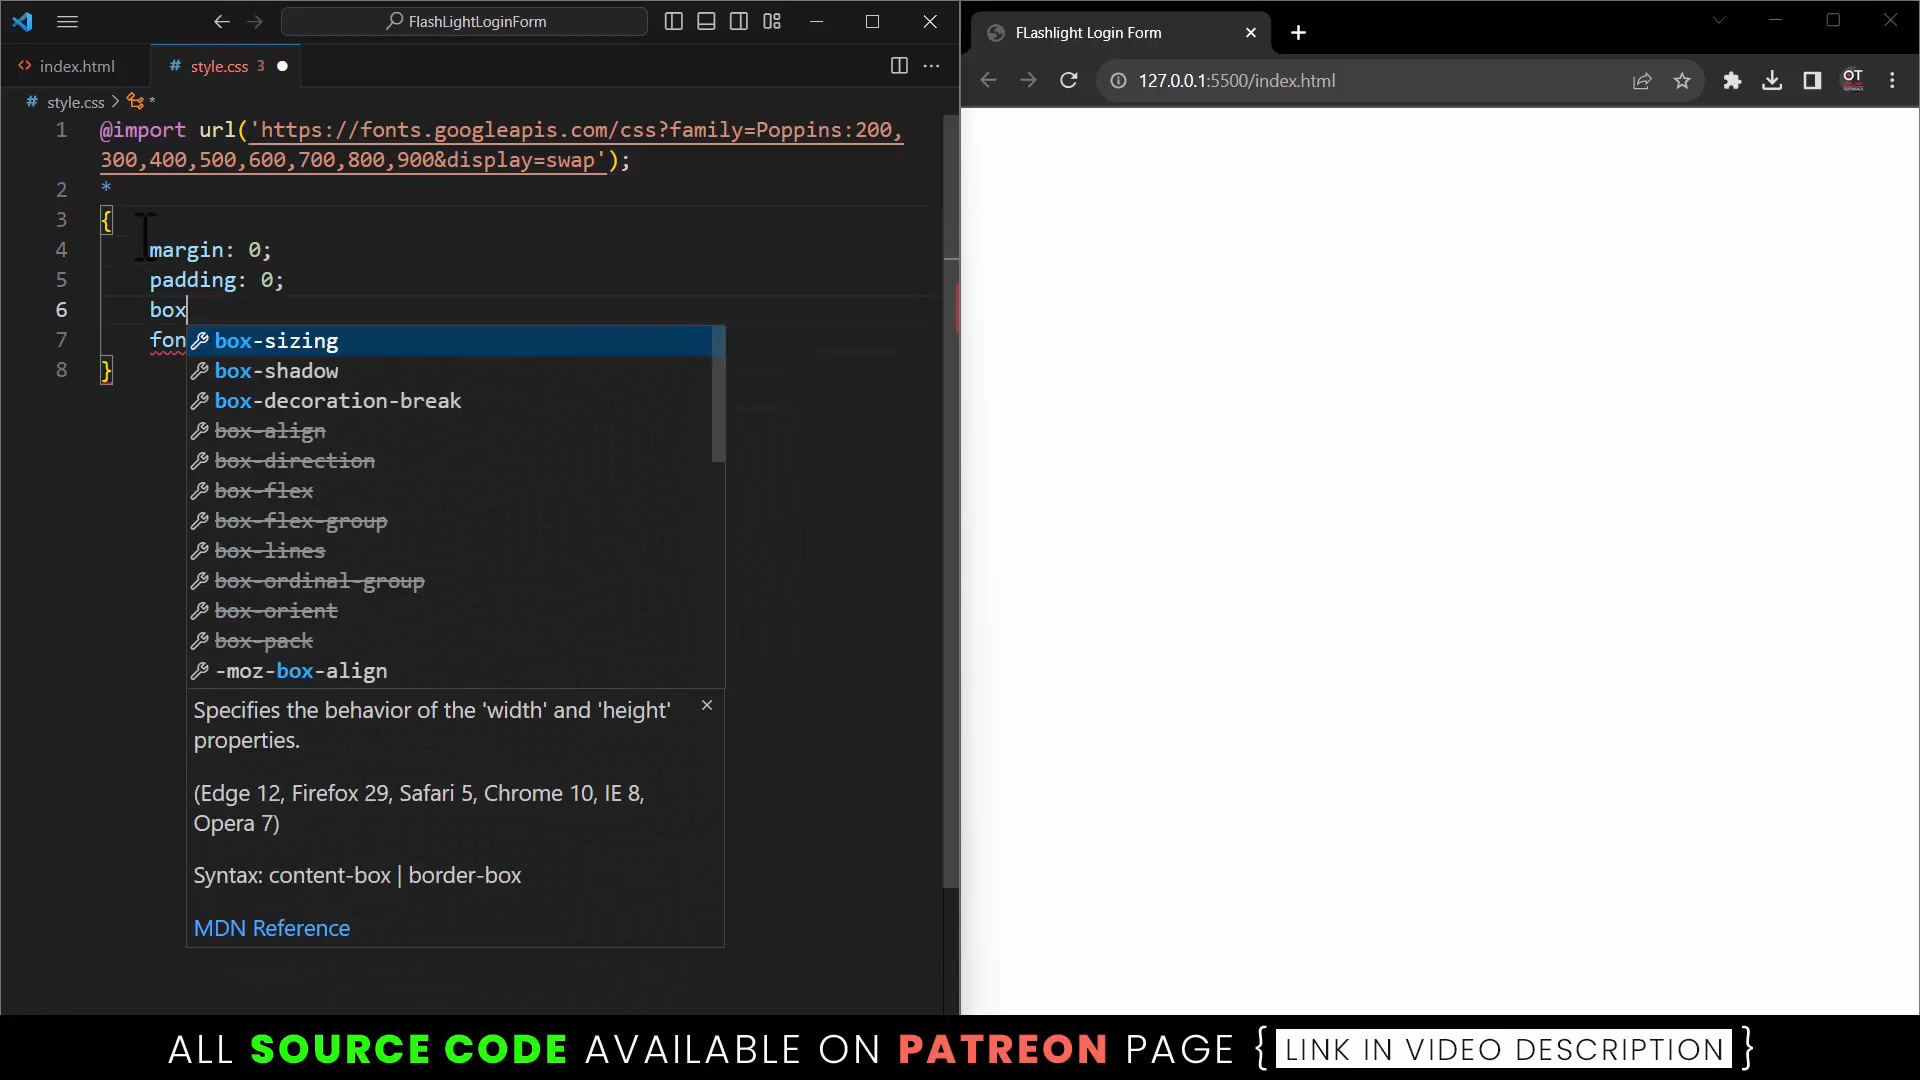 FlashLightLoginForm
index.html
# style.css 3
# style.css > *
1 @import url('https://fonts.googleapis.com/css?family=Poppins:200,
300,400,500,600,700,800,900&display=swap');
2 *
3 {
4 margin: 0;
5 padding: 0;
6 box
7 fon
8 }
box-sizing
box-shadow
box-decoration-break
box-align
box-direction
box-flex
box-flex-group
box-lines
box-ordinal-group
box-orient
box-pack
-moz-box-align
Specifies the behavior of the 'width' and 'height'
properties.
(Edge 12, Firefox 29, Safari 5, Chrome 10, IE 8,
Opera 7)
Syntax: content-box | border-box
MDN Reference
FLashlight Login Form
127.0.0.1:5500/index.html
OT
ALL SOURCE CODE AVAILABLE ON PATREON PAGE { LINK IN VIDEO DESCRIPTION }